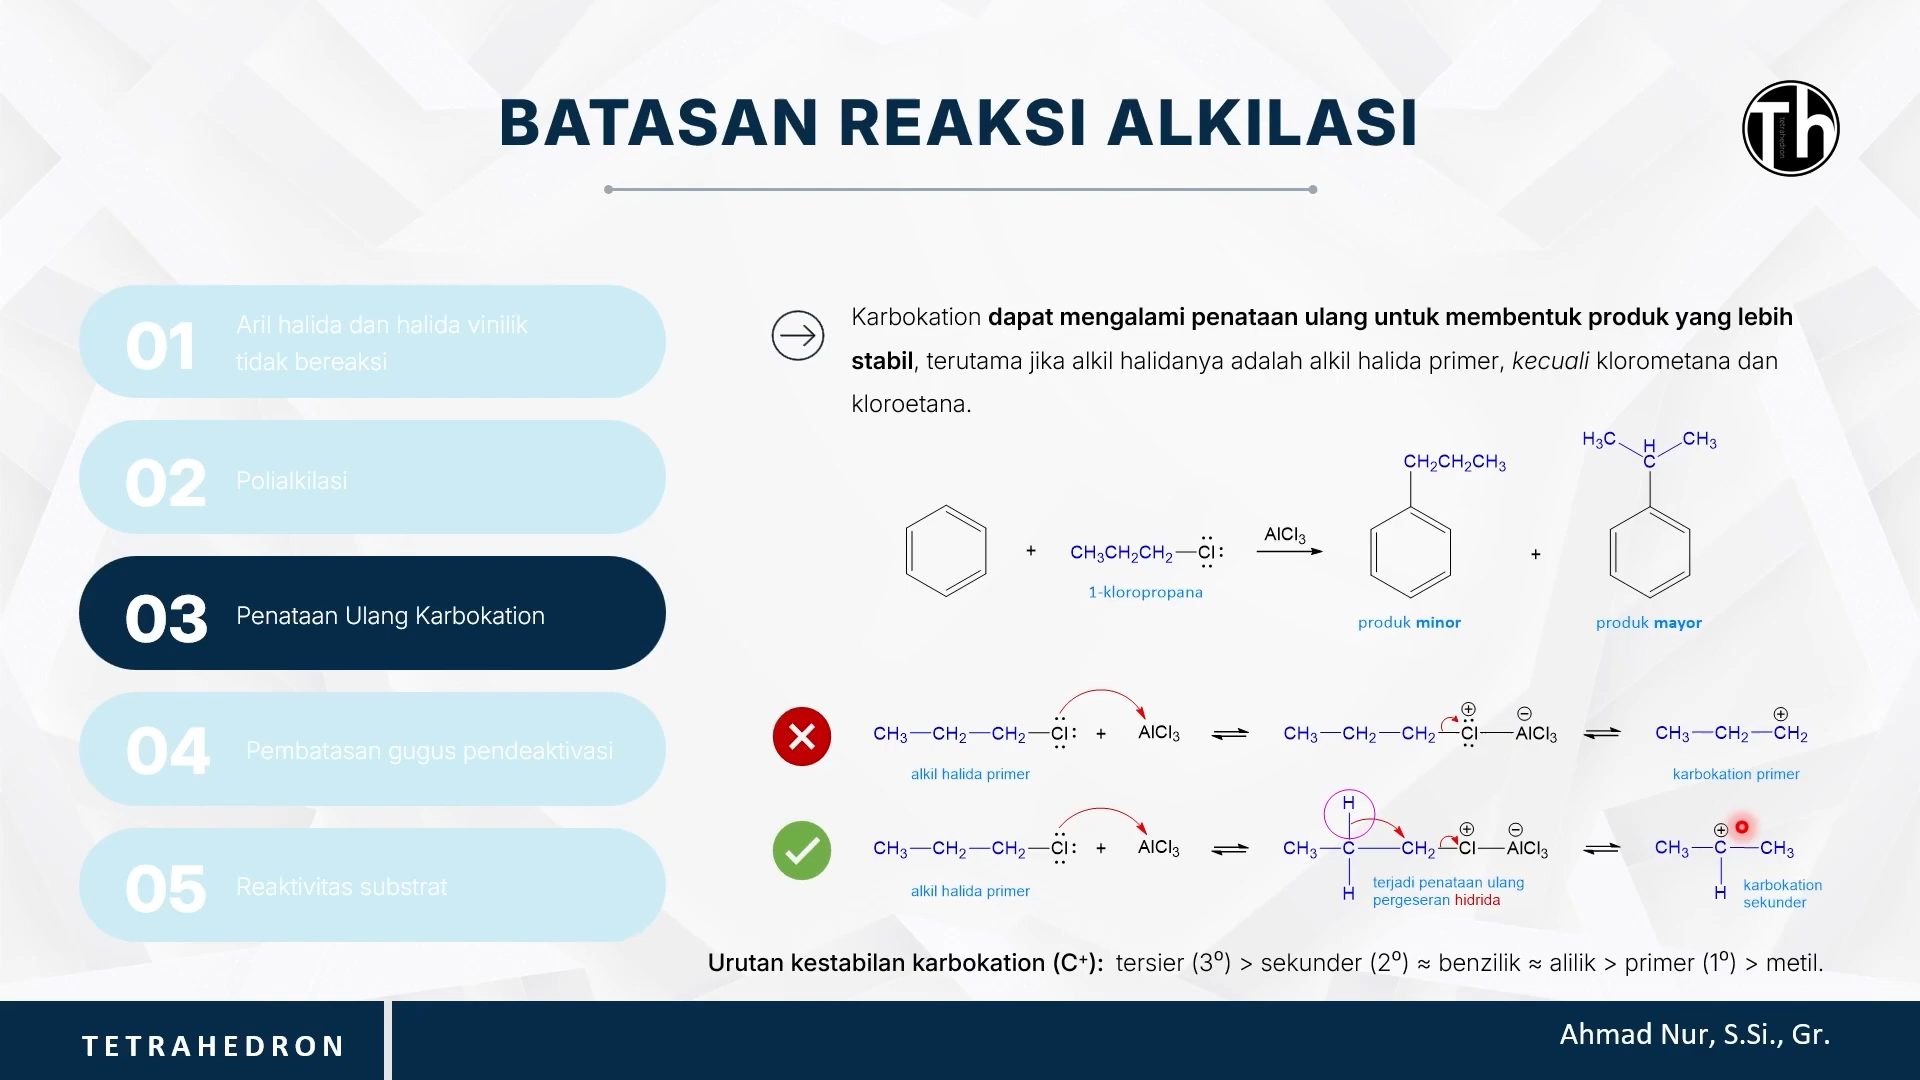 BATASAN REAKSI ALKILASI
Th
tetrahedron
01 Aril halida dan halida vinilik
tidak bereaksi
02 Polialkilasi
03 Penataan Ulang Karbokation
04 Pembatasan gugus pendeaktivasi
05 Reaktivitas substrat
Karbokation dapat mengalami penataan ulang untuk membentuk produk yang lebih
stabil, terutama jika alkil halidanya adalah alkil halida primer, kecuali klorometana dan
kloroetana.
+ CH₃CH₂CH₂—Cl: AlCl₃ CH₂CH₂CH₃ + H₃C H C CH₃
1-kloropropana
produk minor
produk mayor
CH₃—CH₂—CH₂—Cl: + AlCl₃ ⇌ CH₃—CH₂—CH₂—Cl⊕—AlCl₃⊖ ⇌ CH₃—CH₂—CH₂⊕
alkil halida primer
karbokation primer
H
CH₃—CH₂—CH₂—Cl: + AlCl₃ ⇌ CH₃—C—CH₂—Cl⊕—AlCl₃⊖ ⇌ CH₃—C⊕—CH₃
H H
alkil halida primer
terjadi penataan ulang
pergeseran hidrida
karbokation
sekunder
Urutan kestabilan karbokation (C⁺): tersier (3⁰) > sekunder (2⁰) ≈ benzilik ≈ alilik > primer (1⁰) > metil.
TETRAHEDRON
Ahmad Nur, S.Si., Gr.